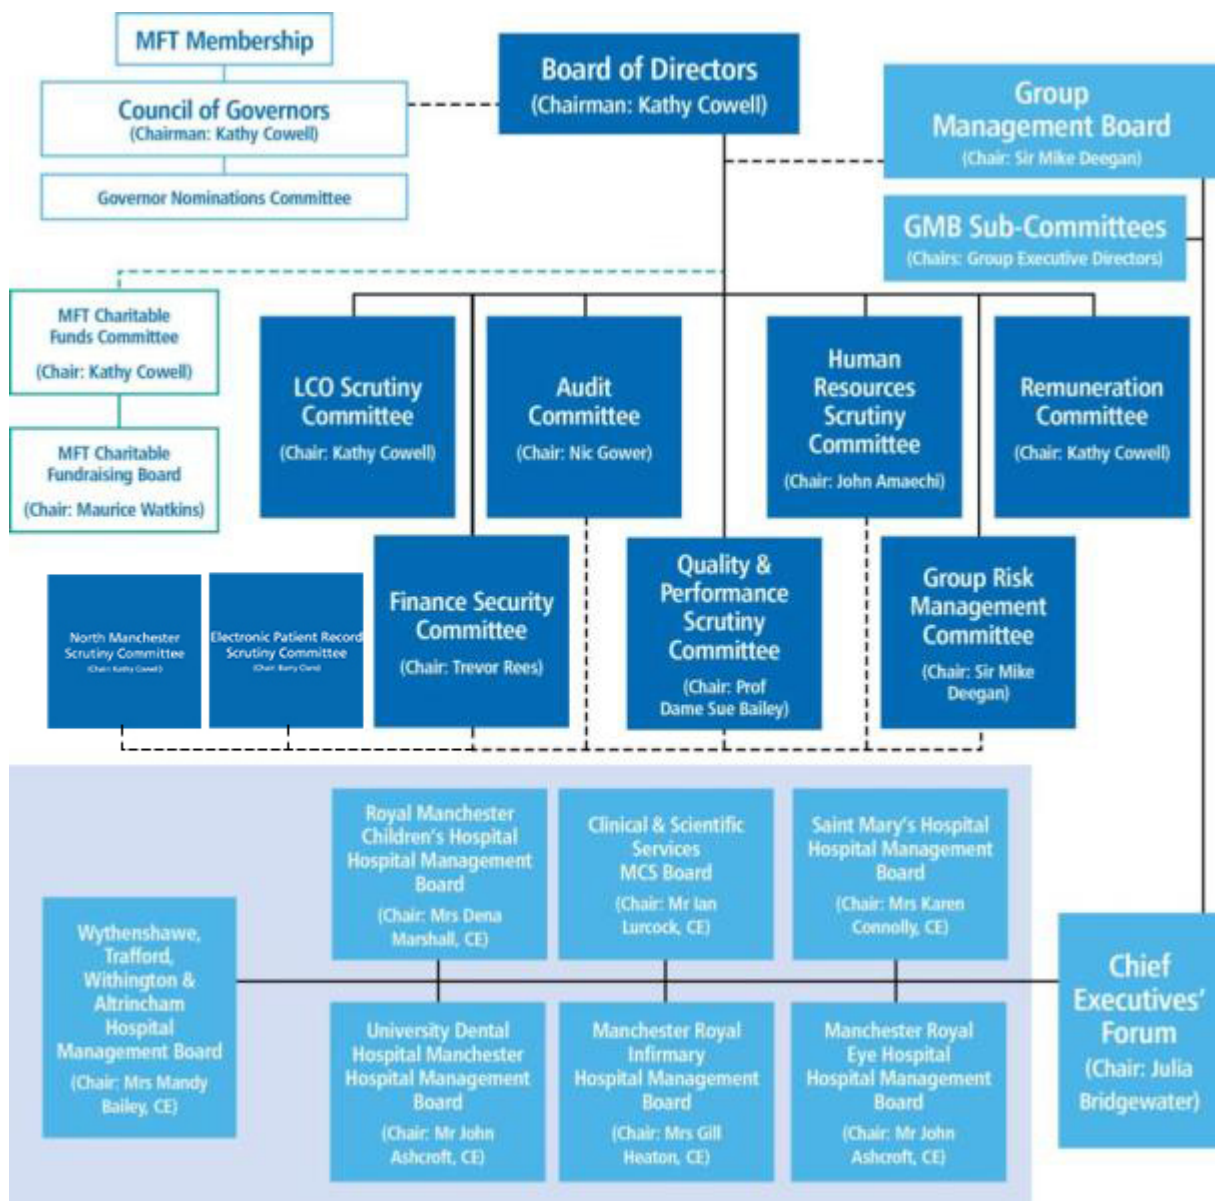 MFT Membership
Council of Governors
(Chairman: Kathy Cowell)
Governor Nominations Committee
Board of Directors
(Chairman: Kathy Cowell)
Group
Management Board
(Chair: Sir Mike Deegan)
GMB Sub-Committees
(Chairs: Group Executive Directors)
MFT Charitable
Funds Committee
(Chair: Kathy Cowell)
MFT Charitable
Fundraising Board
(Chair: Maurice Watkins)
LCO Scrutiny
Committee
(Chair: Kathy Cowell)
Audit
Committee
(Chair: Nic Gower)
Human
Resources
Scrutiny
Committee
(Chair: John Amaechi)
Remuneration
Committee
(Chair: Kathy Cowell)
North Manchester
Scrutiny Committee
(Chair: Kathy Cowell)
Electronic Patient Record
Scrutiny Committee
(Chair: Barry Clare)
Finance Security
Committee
(Chair: Trevor Rees)
Quality &
Performance
Scrutiny
Committee
(Chair: Prof
Dame Sue Bailey)
Group Risk
Management
Committee
(Chair: Sir Mike
Deegan)
Royal Manchester
Children's Hospital
Hospital Management
Board
(Chair: Mrs Dena
Marshall, CE)
Clinical & Scientific
Services
MCS Board
(Chair: Mr Ian
Lurcock, CE)
Saint Mary's Hospital
Hospital Management
Board
(Chair: Mrs Karen
Connolly, CE)
Wythenshawe,
Trafford,
Withington &
Altrincham
Hospital
Management Board
(Chair: Mrs Mandy
Bailey, CE)
University Dental
Hospital Manchester
Hospital Management
Board
(Chair: Mr John
Ashcroft, CE)
Manchester Royal
Infirmary
Hospital Management
Board
(Chair: Mrs Gill
Heaton, CE)
Manchester Royal
Eye Hospital
Hospital Management
Board
(Chair: Mr John
Ashcroft, CE)
Chief
Executives'
Forum
(Chair: Julia
Bridgewater)